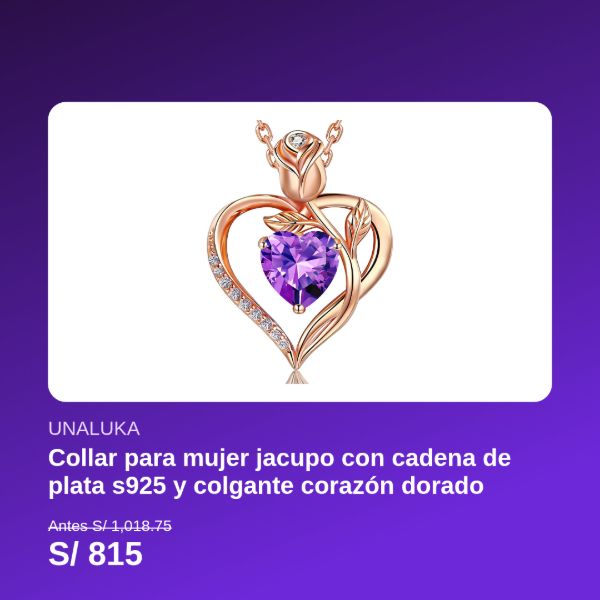 UNALUKA
Collar para mujer jacupo con cadena de
plata s925 y colgante corazón dorado
Antes S/ 1,018.75
S/ 815